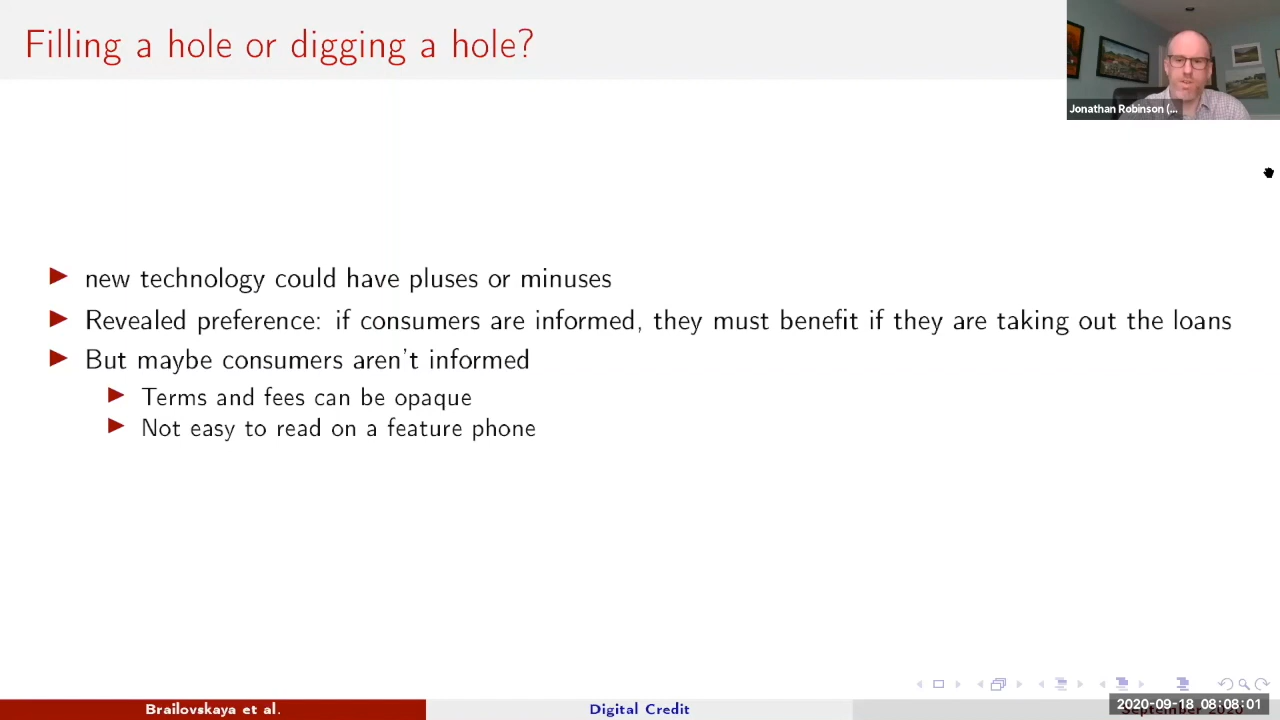 Filling a hole or digging a hole?
Jonathan Robinson (...
new technology could have pluses or minuses
Revealed preference: if consumers are informed, they must benefit if they are taking out the loans
But maybe consumers aren't informed
Terms and fees can be opaque
Not easy to read on a feature phone
Brailovskaya et al.
Digital Credit
2020-09-18 08:08:01